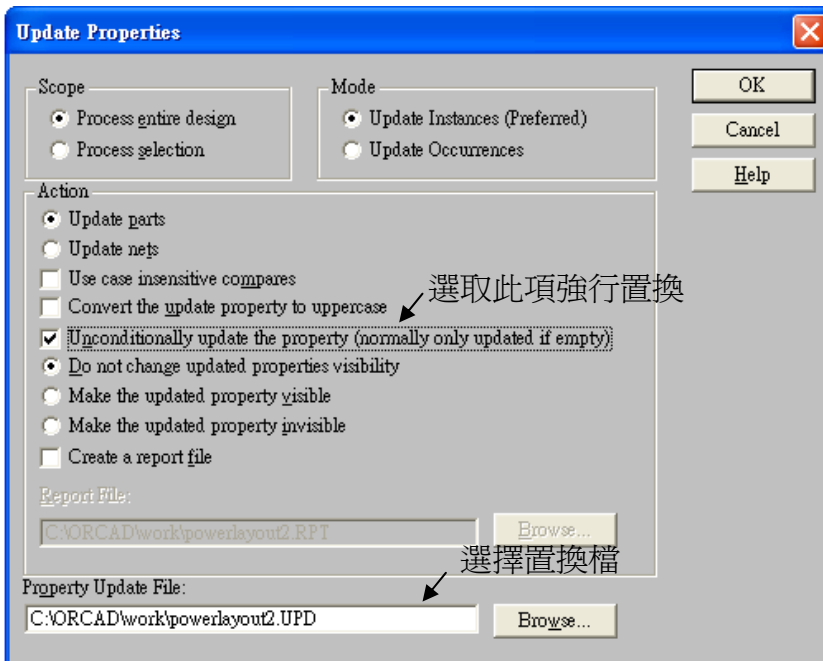 Update Properties
Scope
Process entire design
Process selection
Mode
Update Instances (Preferred)
Update Occurrences
OK
Cancel
Help
Action
Update parts
Update nets
Use case insensitive compares
Convert the update property to uppercase
選取此項強行置換
Unconditionally update the property (normally only updated if empty)
Do not change updated properties visibility
Make the updated property visible
Make the updated property invisible
Create a report file
Report File:
C:\ORCAD\work\powerlayout2.RPT
Browse...
選擇置換檔
Property Update File:
C:\ORCAD\work\powerlayout2.UPD
Browse...